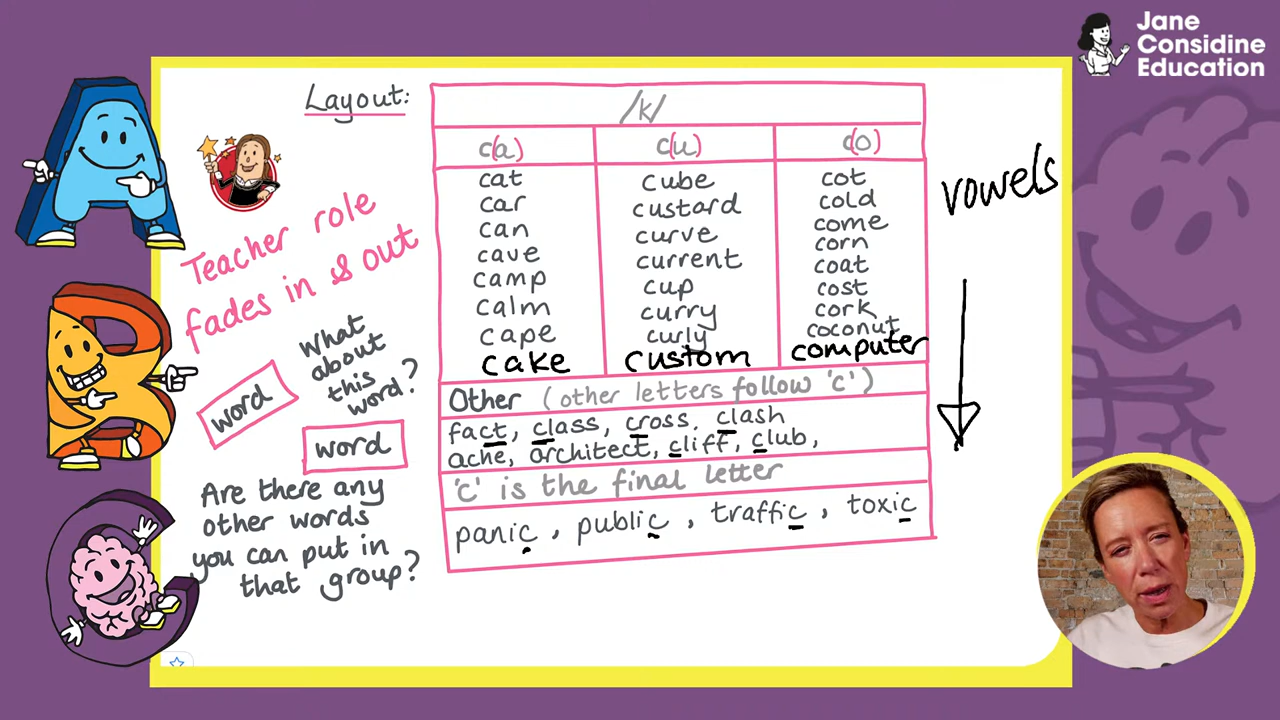 Jane
Considine
Education
Layout:
/k/
c(a) c(u) c(o)
cat cube cot
car custard cold
can curve come
cave current corn
camp cup coat
calm curry cost
cape curly cork
cake custom coconut
computer
vowels
Teacher role
fades in & out
word
What
about
this
word?
word
Are there any
other words
you can put in
that group?
Other (other letters follow 'c')
fact, class, cross. clash
ache, architect, cliff, club,
'c' is the final letter
panic, public, traffic, toxic